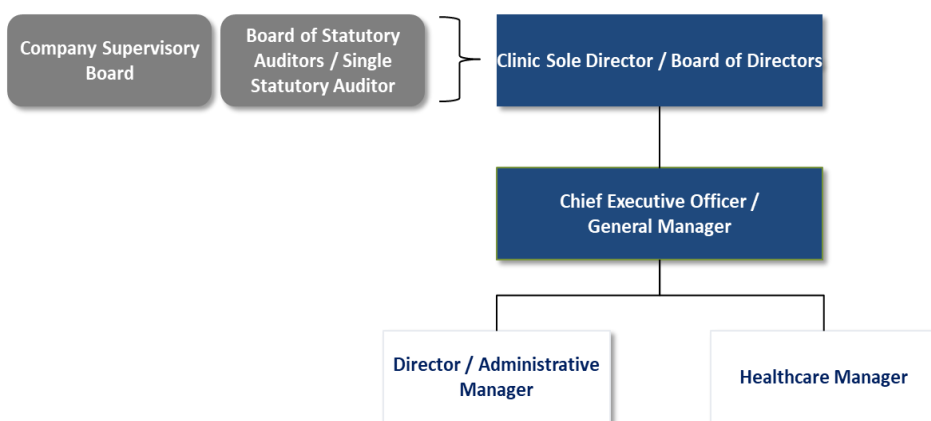 Company Supervisory
Board
Board of Statutory
Auditors / Single
Statutory Auditor
Clinic Sole Director / Board of Directors
Chief Executive Officer /
General Manager
Director / Administrative
Manager
Healthcare Manager